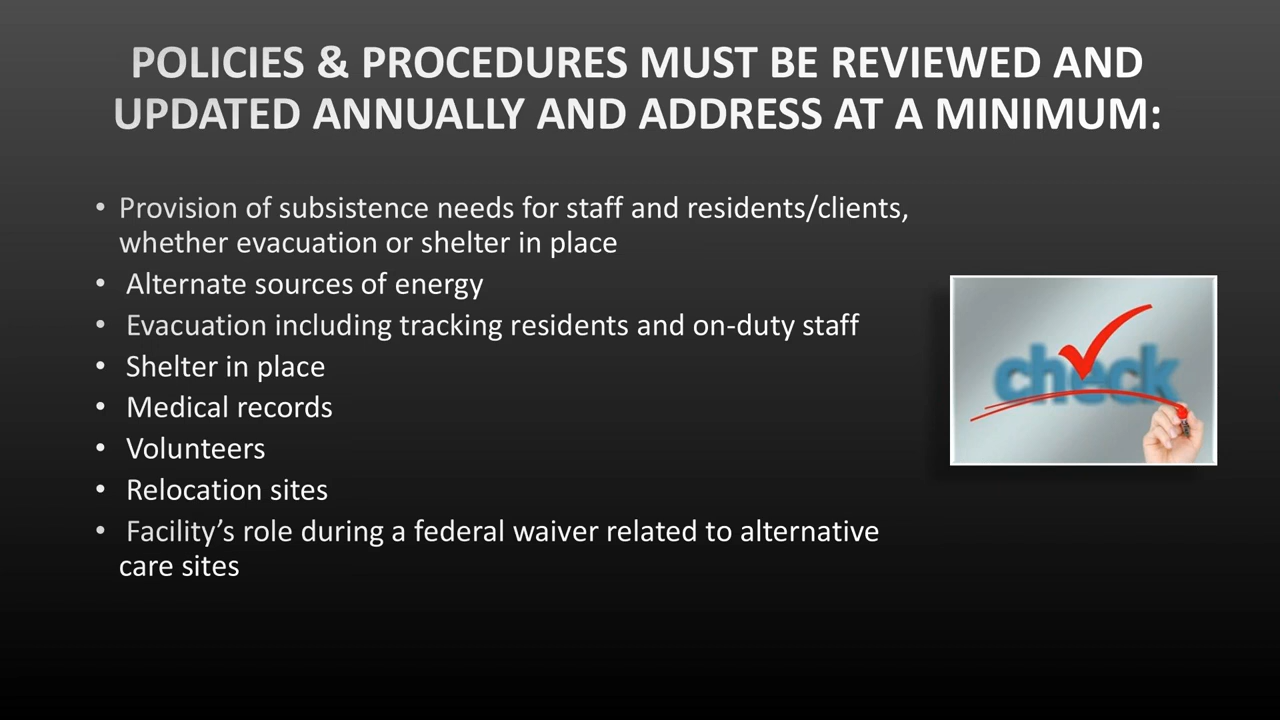 POLICIES & PROCEDURES MUST BE REVIEWED AND
UPDATED ANNUALLY AND ADDRESS AT A MINIMUM:
• Provision of subsistence needs for staff and residents/clients,
whether evacuation or shelter in place
• Alternate sources of energy
• Evacuation including tracking residents and on-duty staff
• Shelter in place
• Medical records
• Volunteers
• Relocation sites
• Facility’s role during a federal waiver related to alternative
care sites
check